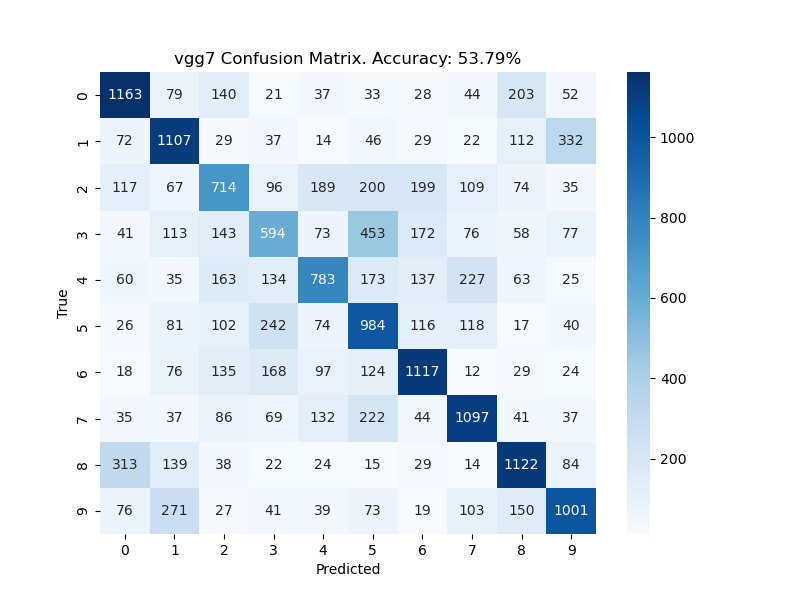 vgg7 Confusion Matrix. Accuracy: 53.79%
0 1163 79 140 21 37 33 28 44 203 52
1 72 1107 29 37 14 46 29 22 112 332
2 117 67 714 96 189 200 199 109 74 35
3 41 113 143 594 73 453 172 76 58 77
4 60 35 163 134 783 173 137 227 63 25
5 26 81 102 242 74 984 116 118 17 40
6 18 76 135 168 97 124 1117 12 29 24
7 35 37 86 69 132 222 44 1097 41 37
8 313 139 38 22 24 15 29 14 1122 84
9 76 271 27 41 39 73 19 103 150 1001
0 1 2 3 4 5 6 7 8 9
Predicted
True
1000
800
600
400
200